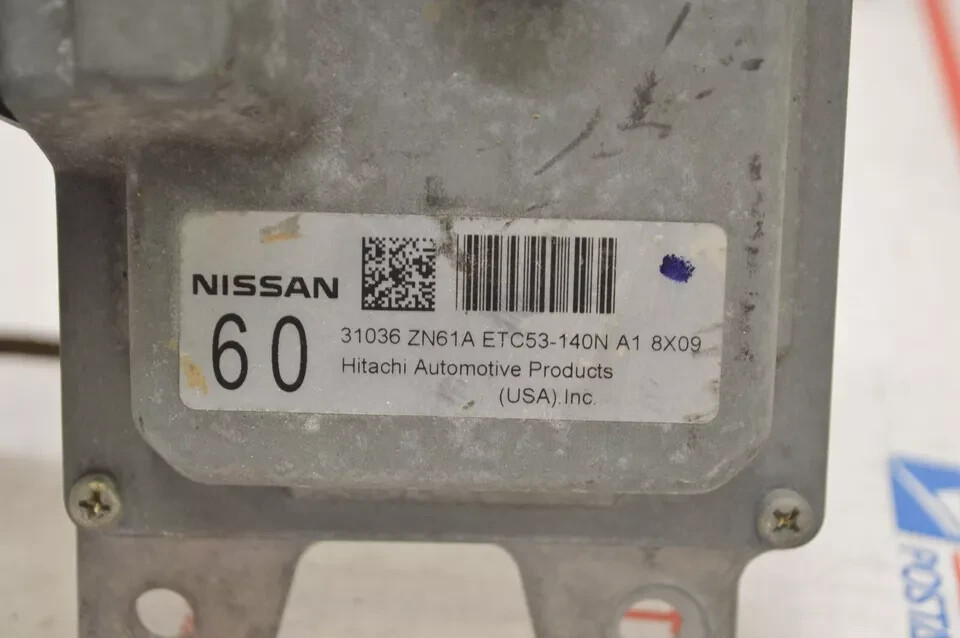 NISSAN
60
31036 ZN61A ETC53-140N A1 8X09
Hitachi Automotive Products
(USA).Inc.